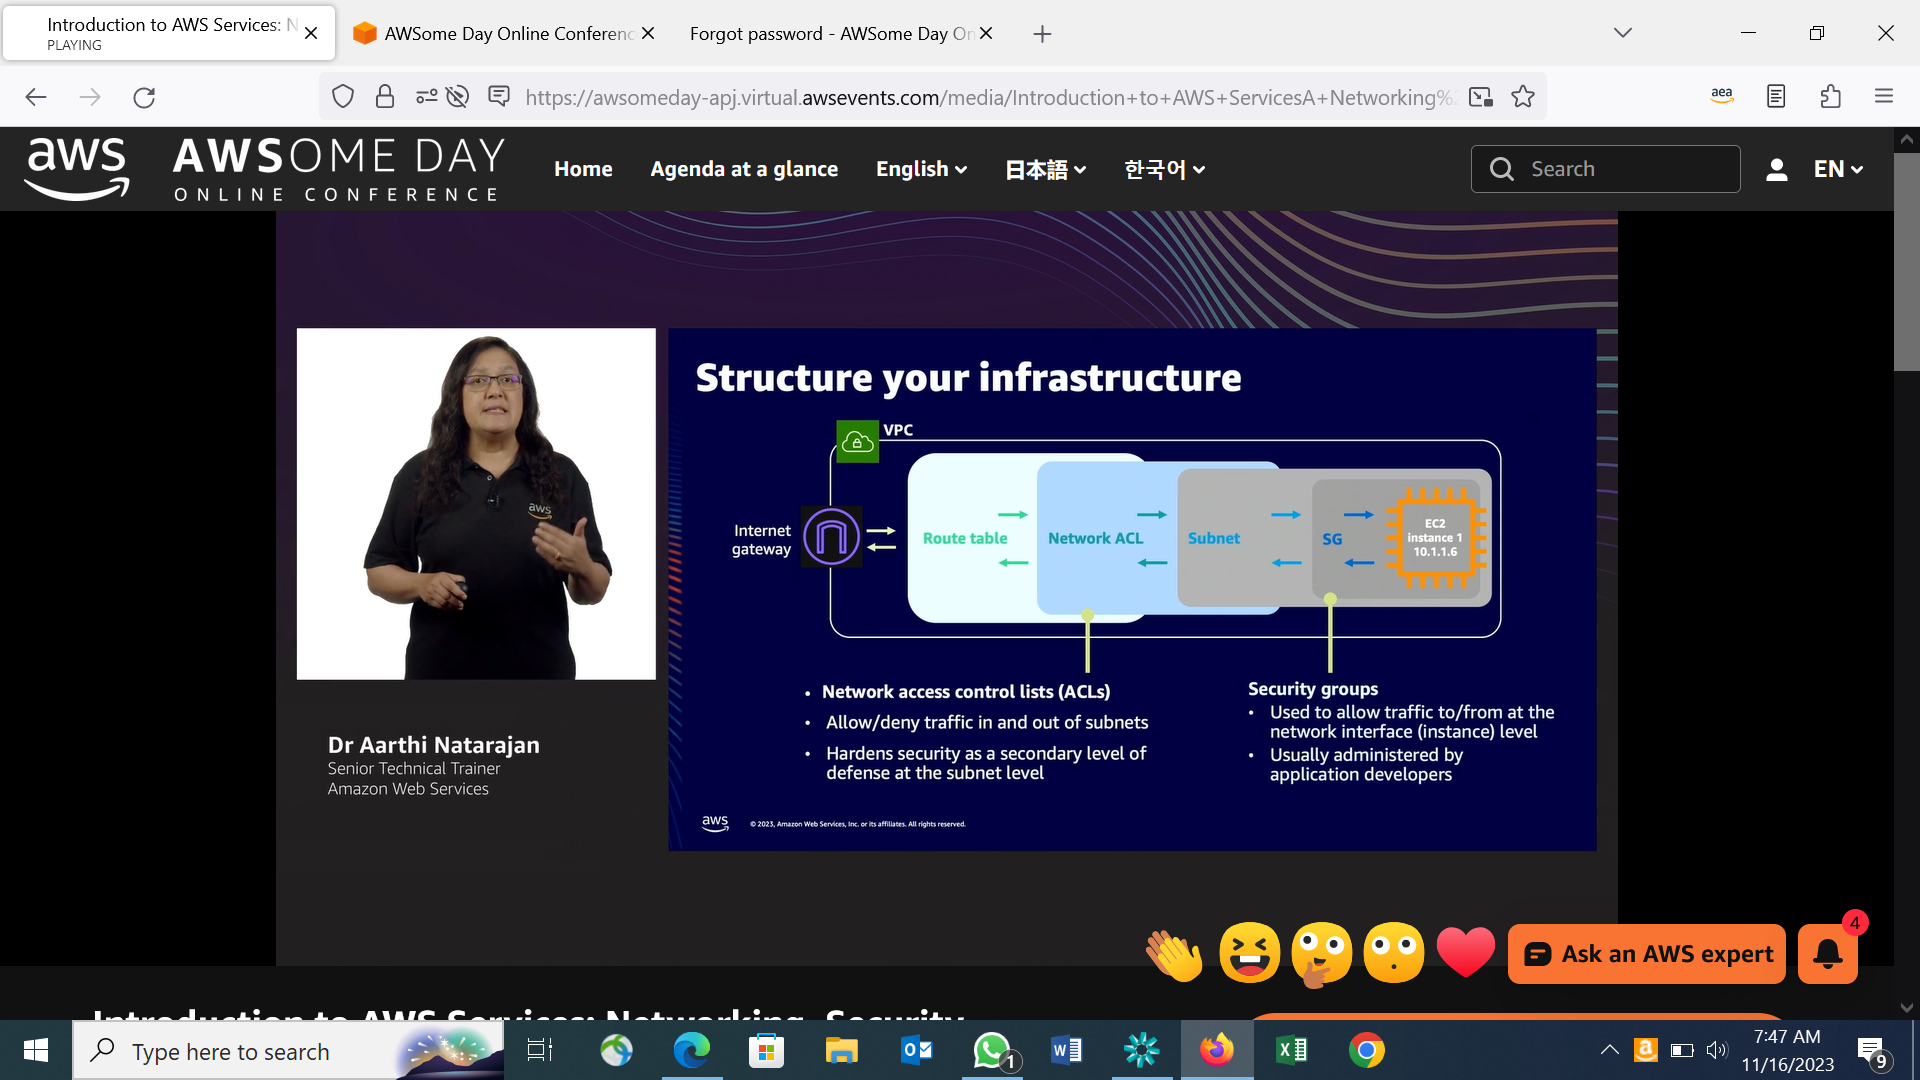 Introduction to AWS Services: N
PLAYING
AWSome Day Online Conferenc
Forgot password - AWSome Day On
https://awsomeday-apj.virtual.awsevents.com/media/Introduction+to+AWS+ServicesA+Networking%2
aea
aws
AWSOME DAY
ONLINE CONFERENCE
Home
Agenda at a glance
English
日本語
한국어
Search
EN
Structure your infrastructure
VPC
Internet
gateway
Route table
Network ACL
Subnet
SG
EC2
instance 1
10.1.1.6
• Network access control lists (ACLs)
• Allow/deny traffic in and out of subnets
• Hardens security as a secondary level of
defense at the subnet level
Security groups
• Used to allow traffic to/from at the
network interface (instance) level
• Usually administered by
application developers
aws
© 2023, Amazon Web Services, Inc. or its affiliates. All rights reserved.
aws
Dr Aarthi Natarajan
Senior Technical Trainer
Amazon Web Services
Ask an AWS expert
4
Introduction to AWS Services: Networking, Security
Type here to search
1
7:47 AM
11/16/2023
9